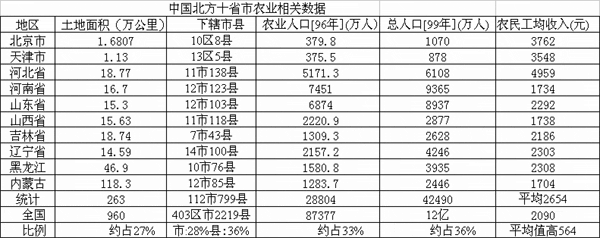 中国北方十省市农业相关数据
地区 土地面积(万公里) 下辖市县 农业人口[96年](万人) 总人口[99年](万人) 农民工均收入(元)
北京市 1.6807 10区8县 379.8 1070 3762
天津市 1.13 13区5县 375.5 878 3548
河北省 18.77 11市138县 5171.3 6108 4959
河南省 16.7 12市123县 7451 9365 1734
山东省 15.3 12市103县 6874 8937 2292
山西省 15.63 11市118县 2220.9 2877 1738
吉林省 18.74 7市43县 1309.3 2628 2186
辽宁省 14.59 14市100县 2157.2 4246 2303
黑龙江 46.9 10市76县 1580.8 3935 2308
内蒙古 118.3 12市85县 1283.7 2446 1704
统计 263 112市799县 28804 42490 平均2654
全国 960 403区市2219县 87377 12亿 2090
比例 约占27% 市:28%县:36% 约占33% 约占36% 平均值高564